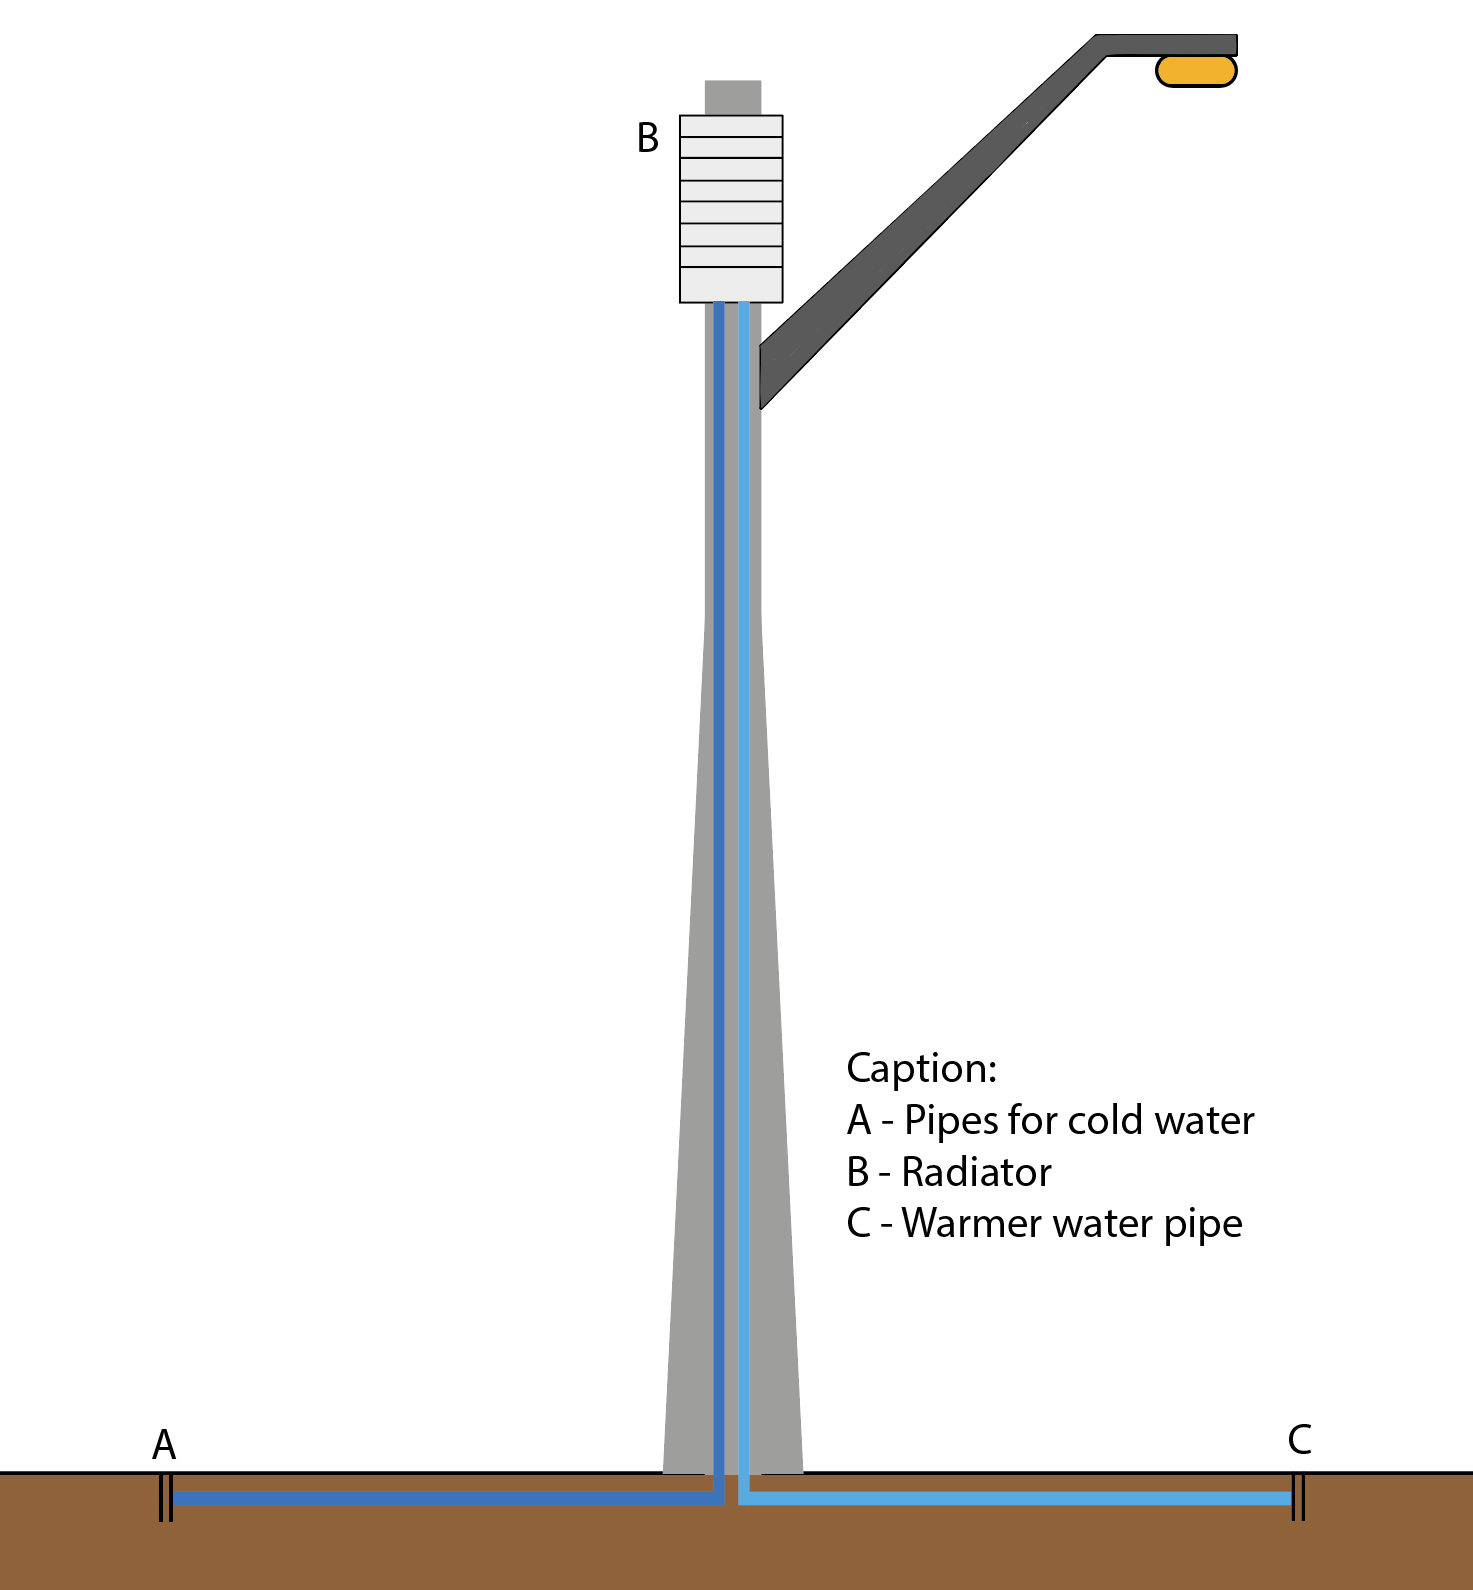 B
Caption:
A - Pipes for cold water
B - Radiator
C - Warmer water pipe
A
C